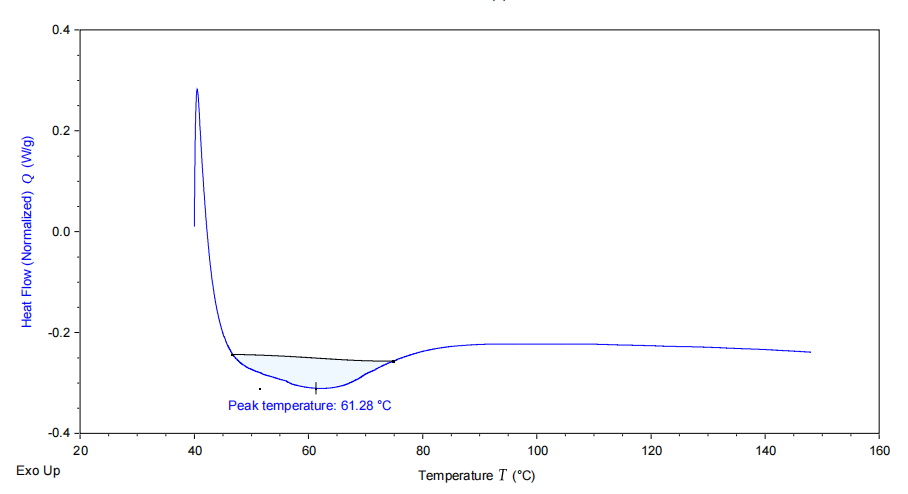 0.4
0.2
0.0
-0.2
-0.4
Heat Flow (Normalized) Q (W/g)
Peak temperature: 61.28 °C
20 40 60 80 100 120 140 160
Exo Up
Temperature T (°C)